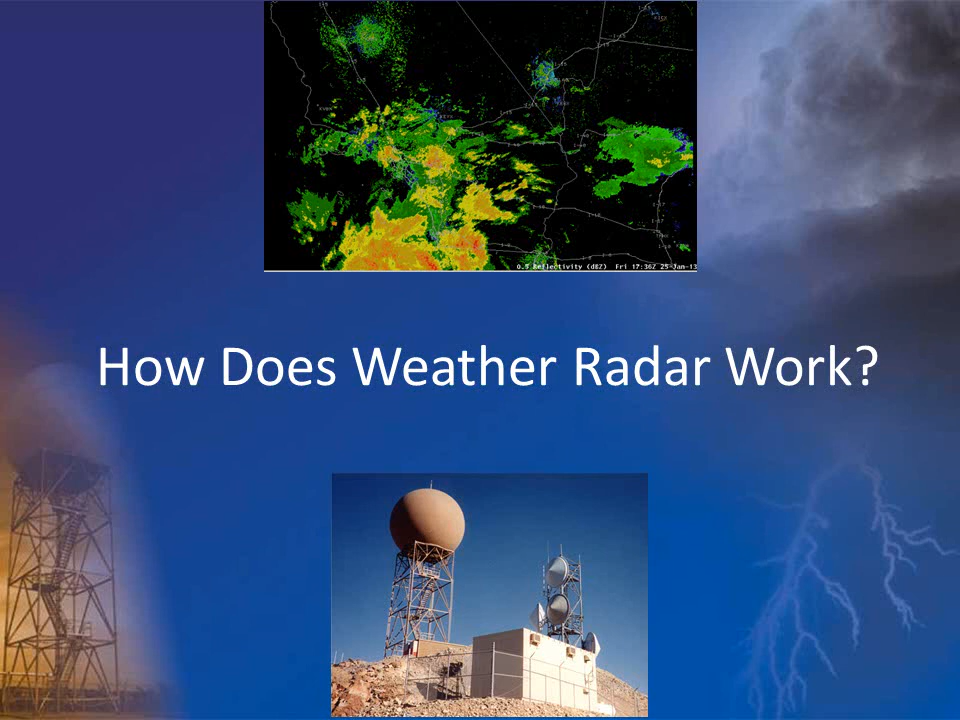 0.5 Reflectivity (dBZ) Fri 17:36Z 25-Jan-13
How Does Weather Radar Work?